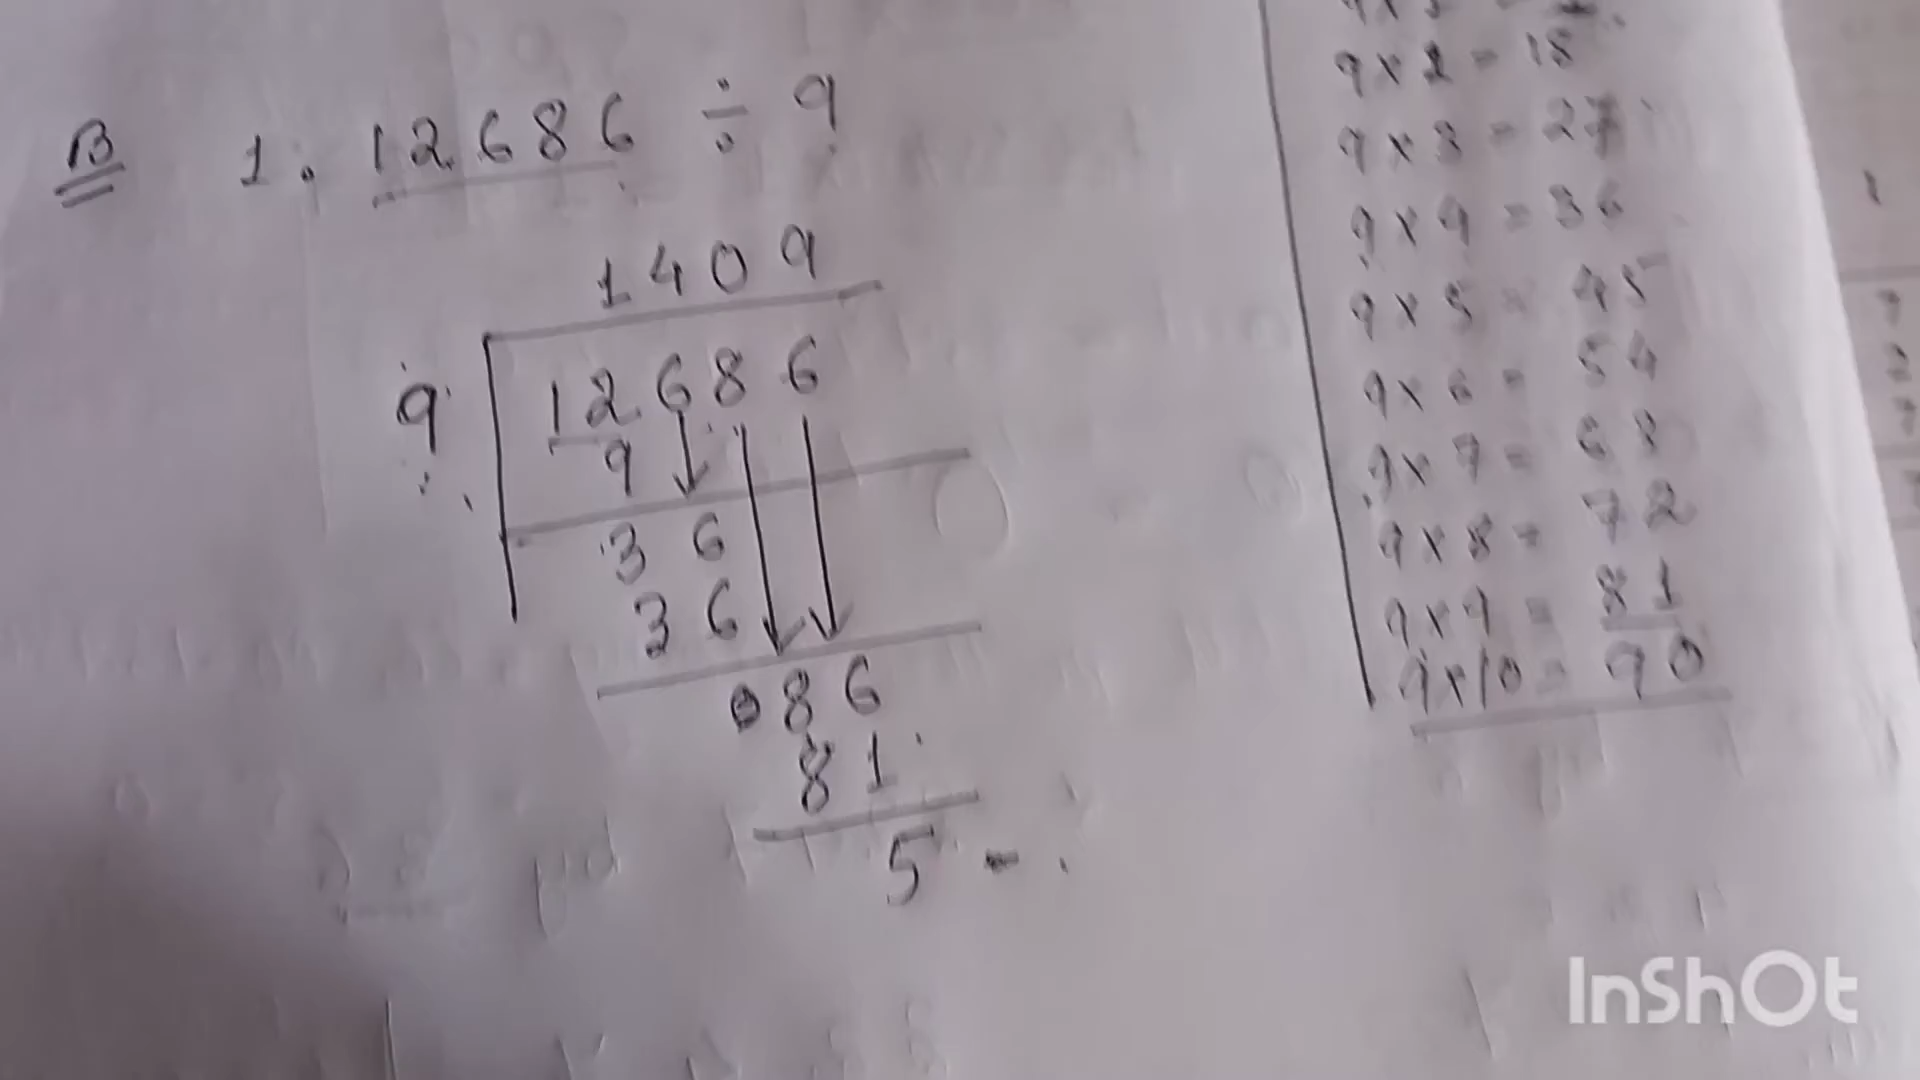 B 1. 12686 ÷ 9
1409
9 12686
9
36
36
086
81
5 -
9 x 2 = 18
9 x 3 = 27
9 x 4 = 36
9 x 5 = 45
9 x 6 = 54
9 x 7 = 63
9 x 8 = 72
9 x 9 = 81
9 x 10 = 90
InShOt